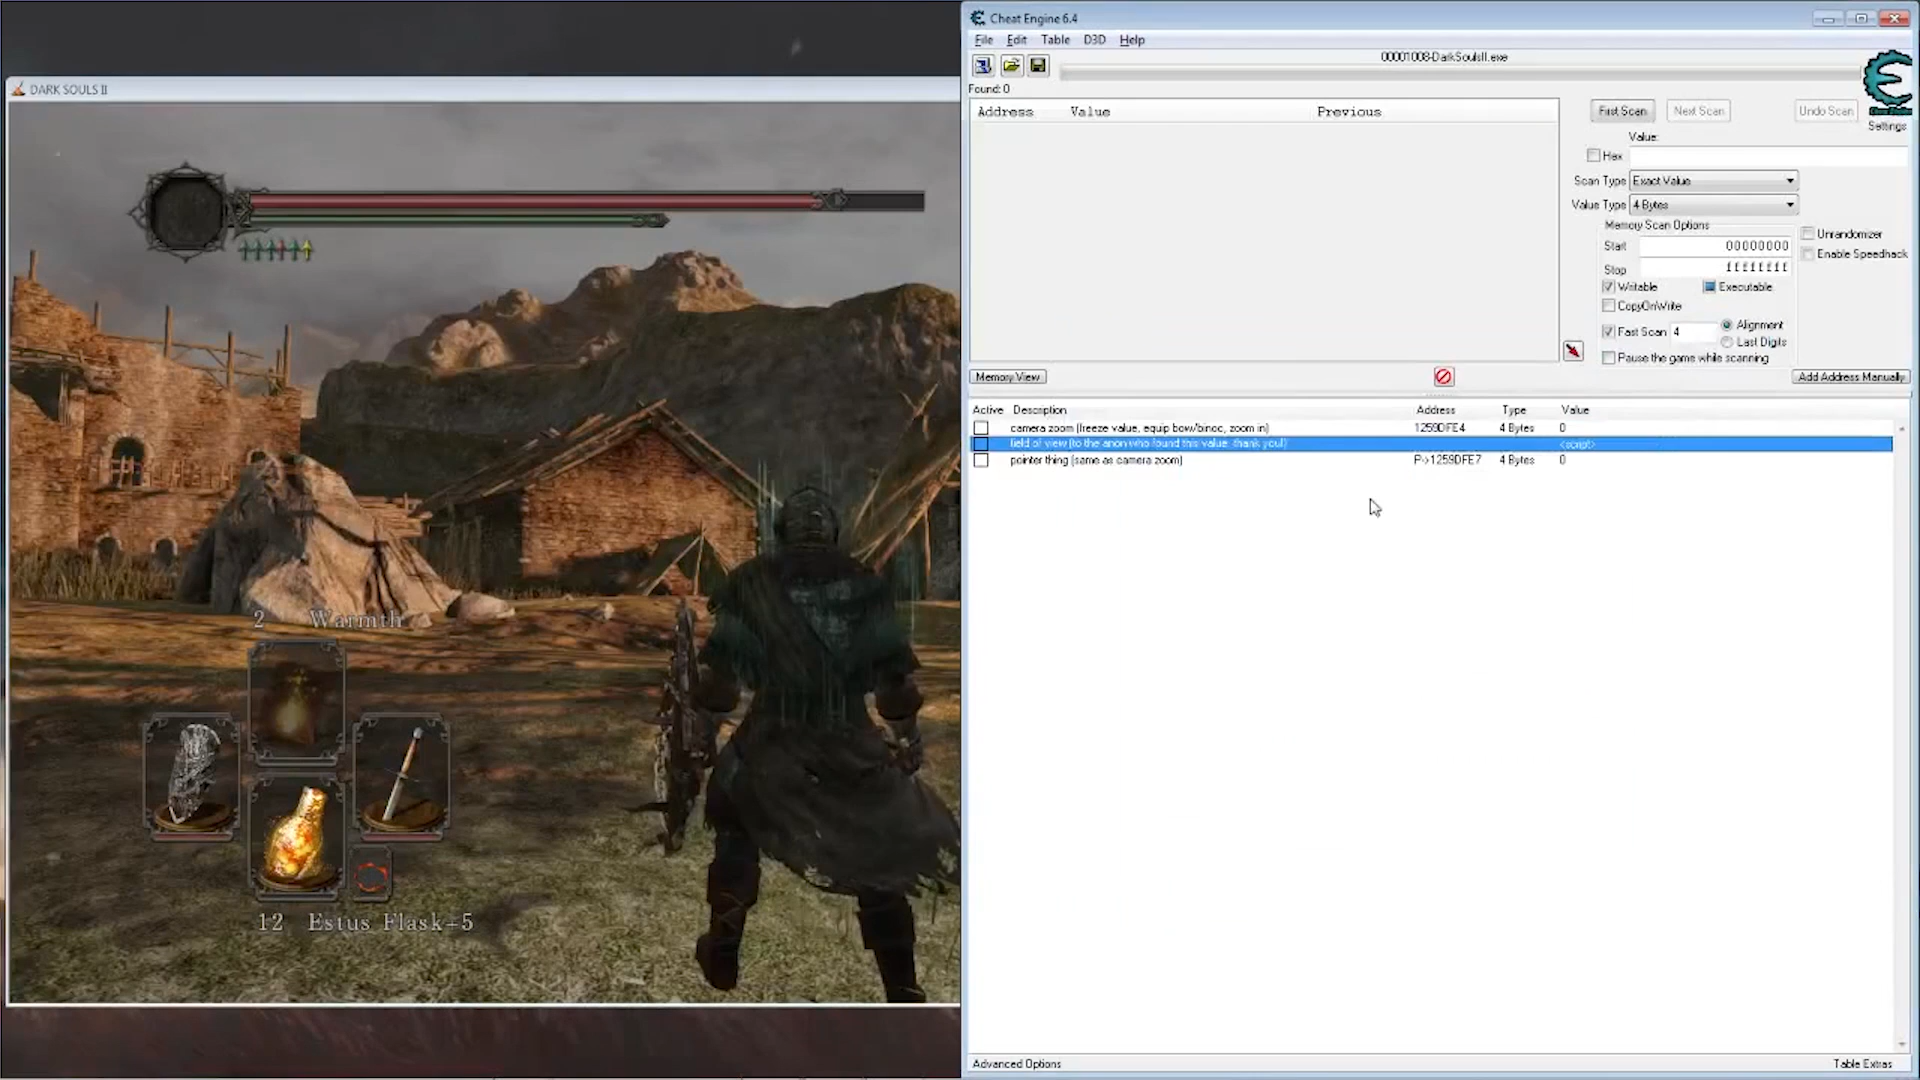 DARK SOULS II
2 Warmth
12 Estus Flask+5
Cheat Engine 6.4
File Edit Table D3D Help
00001008-DarkSoulsII.exe
Found: 0
Address Value Previous
First Scan Next Scan Undo Scan
Settings
Value:
Hex
Scan Type Exact Value
Value Type 4 Bytes
Memory Scan Options
Start 00000000
Stop ffffffff
Unrandomizer
Enable Speedhack
Writable Executable
CopyOnWrite
Fast Scan 4 Alignment
Last Digits
Pause the game while scanning
Memory View Add Address Manually
Active Description Address Type Value
camera zoom (freeze value, equip bow/binoc, zoom in) 1259DFE4 4 Bytes 0
field of view (to the anon who found this value, thank you!) <script>
pointer thing (same as camera zoom) P->1259DFE7 4 Bytes 0
Advanced Options Table Extras